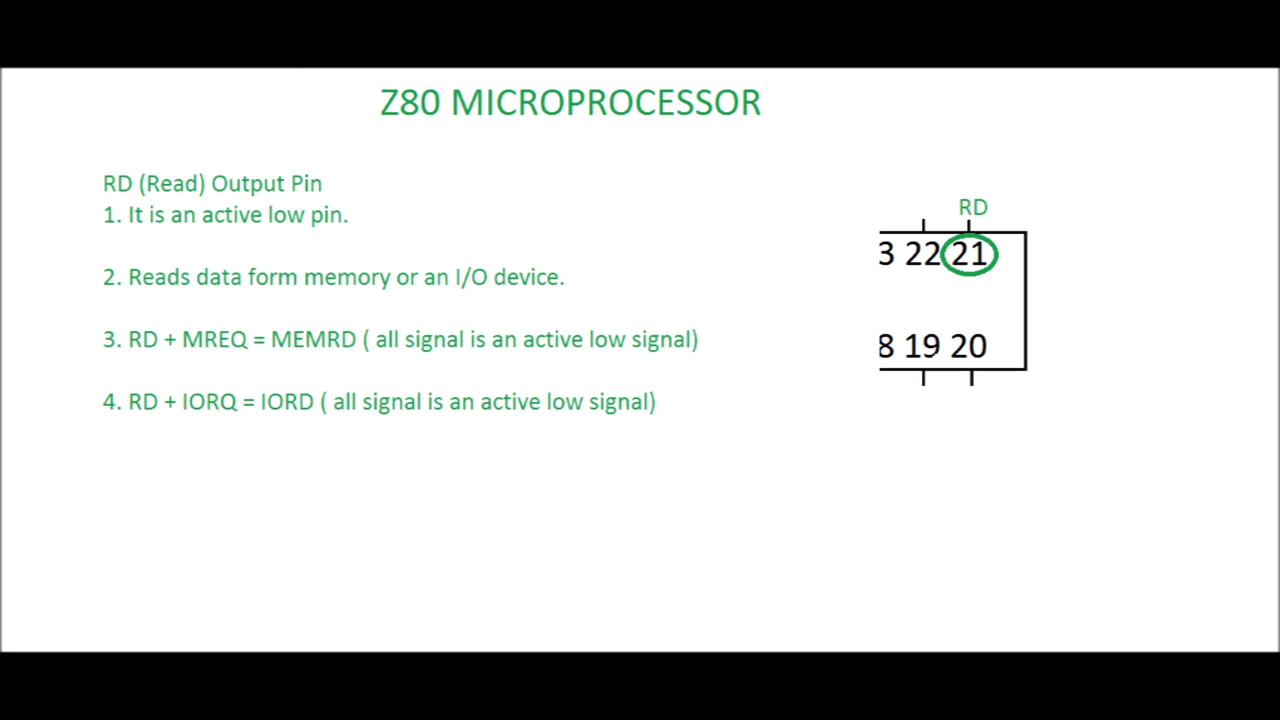 Z80 MICROPROCESSOR
RD (Read) Output Pin
1. It is an active low pin.
2. Reads data form memory or an I/O device.
3. RD + MREQ = MEMRD ( all signal is an active low signal)
4. RD + IORQ = IORD ( all signal is an active low signal)
RD
3 22 21
8 19 20